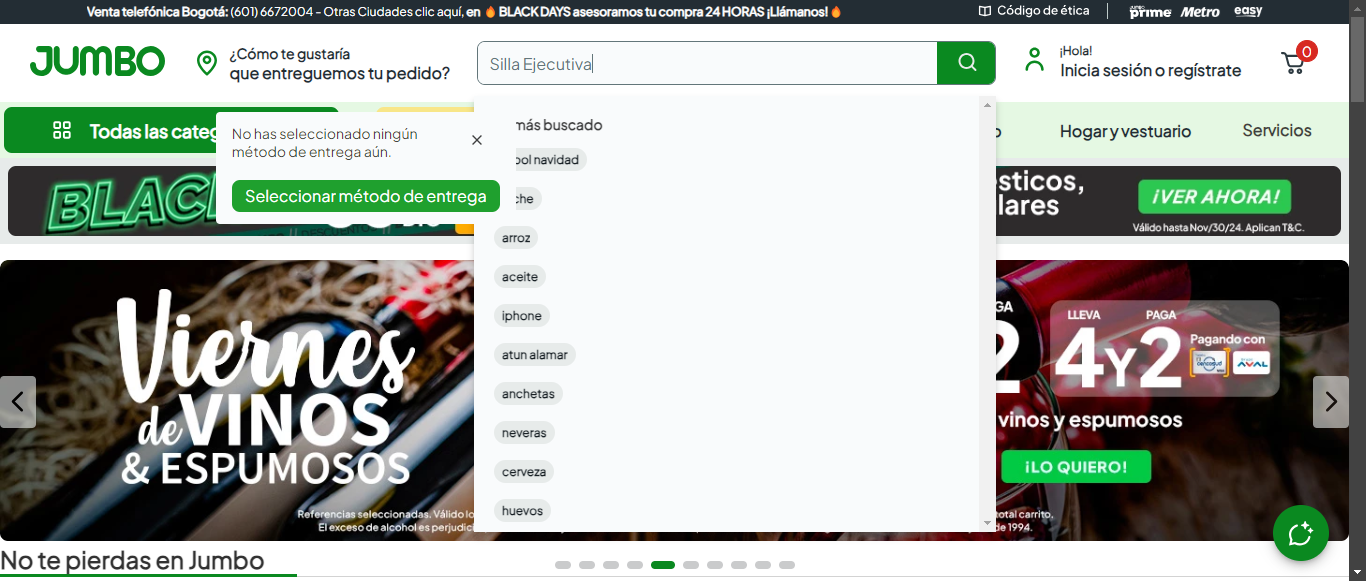 Venta telefónica Bogotá: (601) 6672004 - Otras Ciudades clic aquí, en 🔥 BLACK DAYS asesoramos tu compra 24 HORAS ¡Llámanos! 🔥
Código de ética
prime
Metro
easy
JUMBO
¿Cómo te gustaría
que entreguemos tu pedido?
Silla Ejecutiva
¡Hola!
Inicia sesión o regístrate
0
Todas las categ
No has seleccionado ningún
método de entrega aún.
Seleccionar método de entrega
más buscado
ool navidad
che
arroz
aceite
iphone
atun alamar
anchetas
neveras
cerveza
huevos
o
Hogar y vestuario
Servicios
BLAC
sticos,
lares
¡VER AHORA!
Válido hasta Nov/30/24. Aplican T&C.
Viernes
de VINOS
& ESPUMOSOS
Referencias seleccionadas. Válido lo
El exceso de alcohol es perjudici
GA
2
LLEVA
PAGA
4Y2
Pagando con
cencosud
AVAL
vinos y espumosos
¡LO QUIERO!
total carrito.
de 1994.
No te pierdas en Jumbo